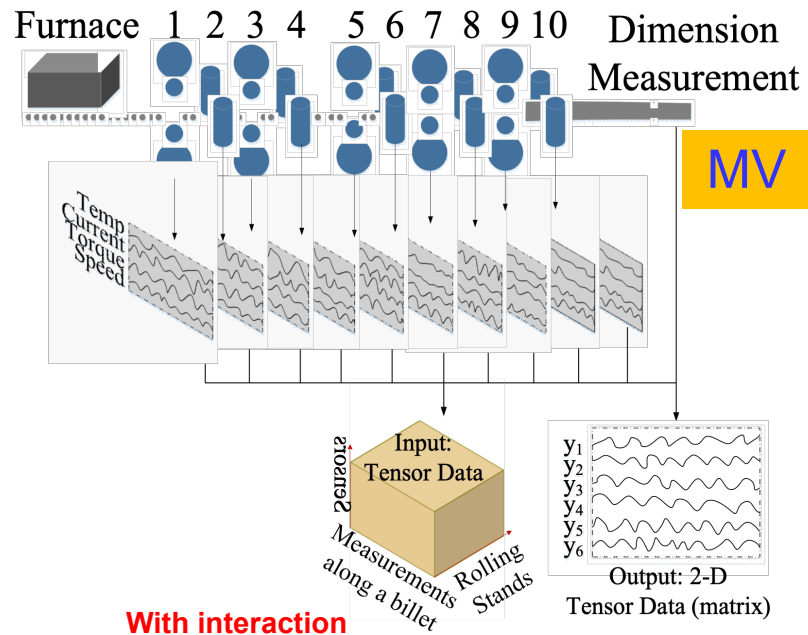 Furnace 1 2 3 4 5 6 7 8 9 10 Dimension
Measurement
MV
Temp
Current
Torque
Speed
Input:
Tensor Data
Sensors
Measurements
along a billet
Rolling
Stands
y1
y2
y3
y4
y5
y6
Output: 2-D
Tensor Data (matrix)
With interaction